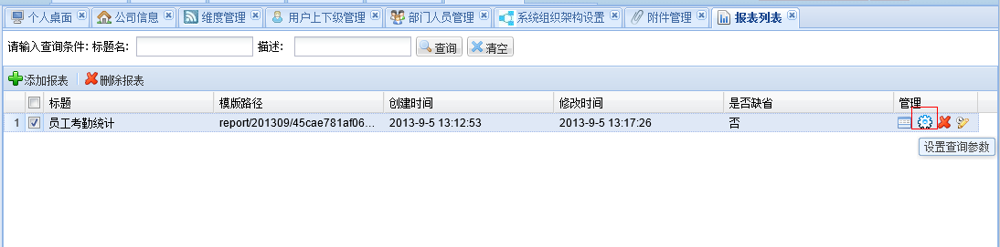 个人桌面 公司信息 维度管理 用户上下级管理 部门人员管理 系统组织架构设置 附件管理 报表列表
请输入查询条件: 标题名: 描述: 查询 清空
添加报表 删除报表
标题 模版路径 创建时间 修改时间 是否缺省 管理
1 员工考勤统计 report/201309/45cae781af06... 2013-9-5 13:12:53 2013-9-5 13:17:26 否
设置查询参数